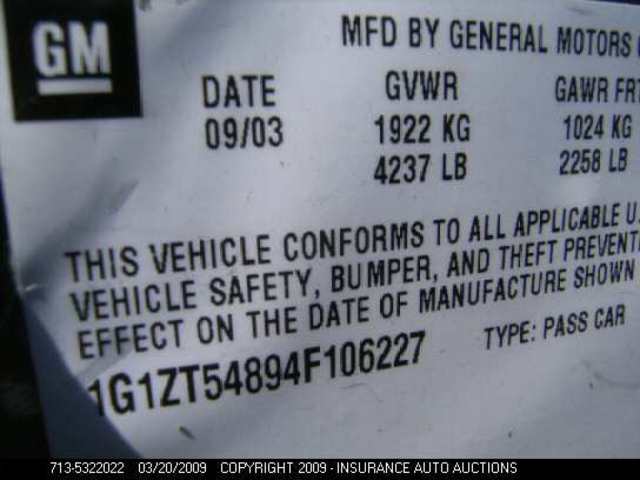 GM
MFD BY GENERAL MOTORS
DATE GVWR GAWR FRT
09/03 1922 KG 1024 KG
4237 LB 2258 LB
THIS VEHICLE CONFORMS TO ALL APPLICABLE U.
VEHICLE SAFETY, BUMPER, AND THEFT PREVENT
EFFECT ON THE DATE OF MANUFACTURE SHOWN
1G1ZT54894F106227 TYPE: PASS CAR
713-5322022 03/20/2009 COPYRIGHT 2009 - INSURANCE AUTO AUCTIONS